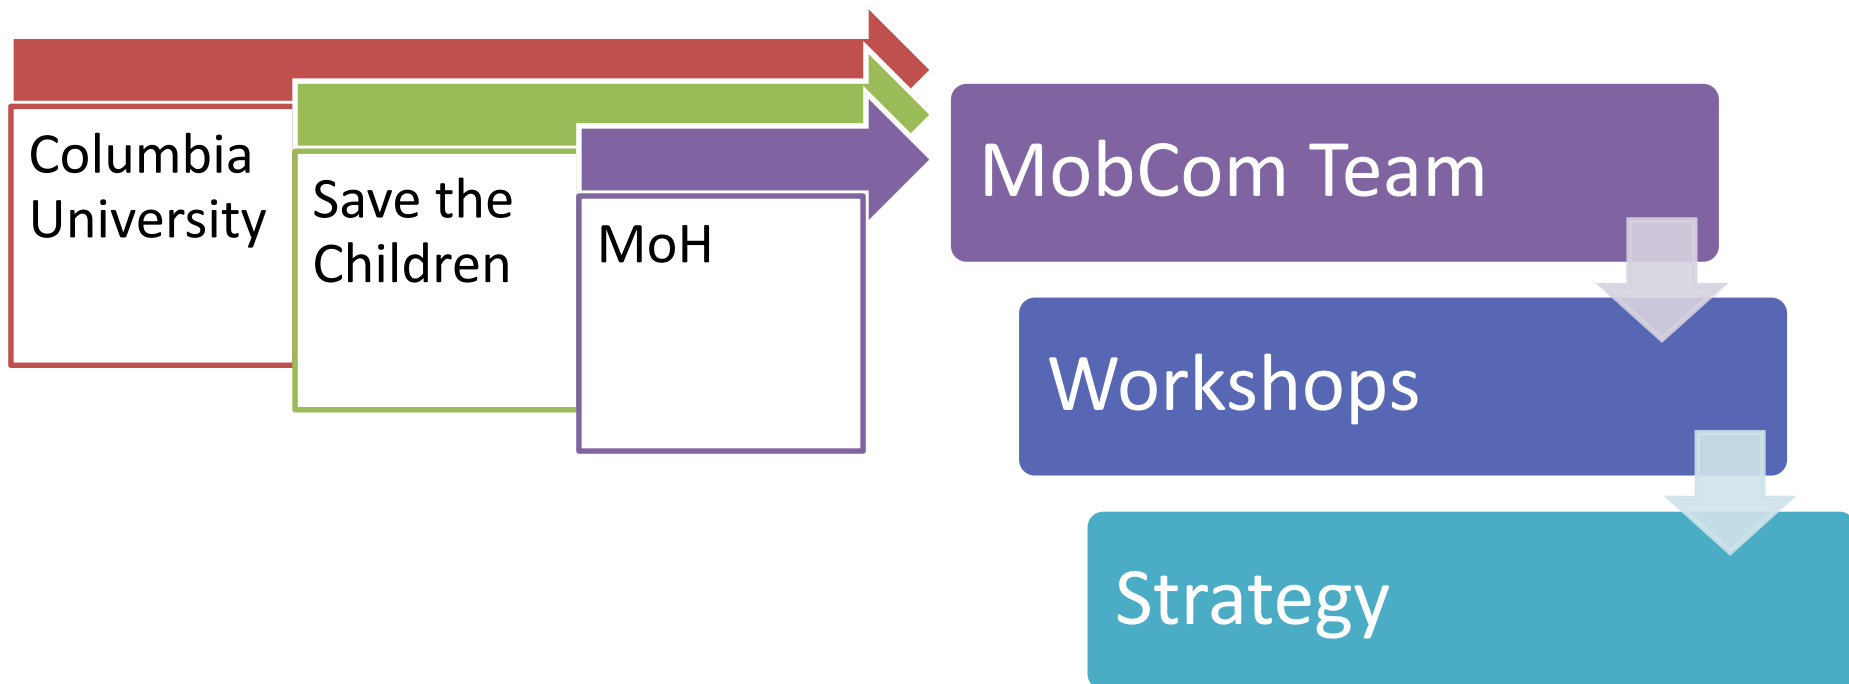 Columbia
University
Save the
Children
MoH
MobCom Team
Workshops
Strategy